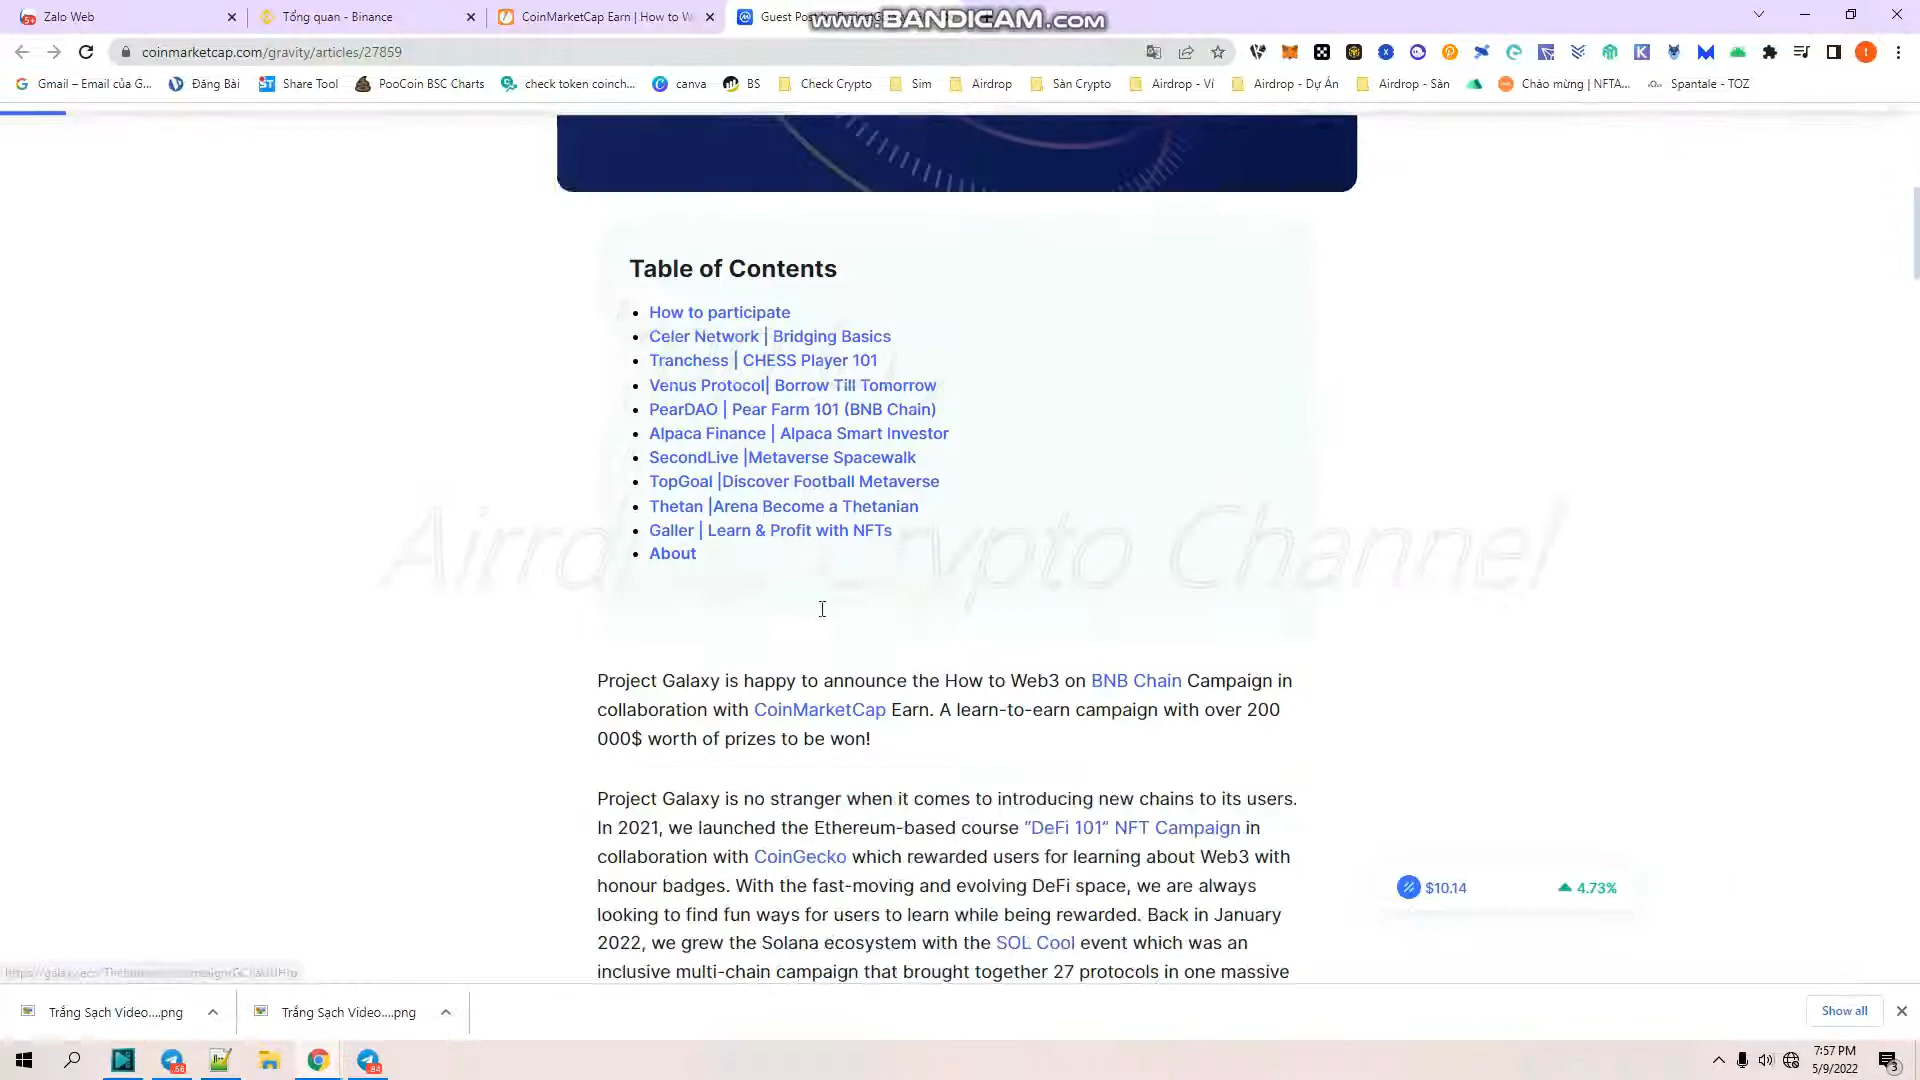 Zalo Web
Tổng quan - Binance
CoinMarketCap Earn | How to W
Guest Post
www.BANDICAM.com
coinmarketcap.com/gravity/articles/27859
Gmail – Email của G...
Đăng Bài
Share Tool
PooCoin BSC Charts
check token coinch...
canva
BS
Check Crypto
Sim
Airdrop
Sàn Crypto
Airdrop - Ví
Airdrop - Dự Án
Airdrop - Sàn
Chào mừng | NFTA...
Spantale - TOZ
Table of Contents
How to participate
Celer Network | Bridging Basics
Tranchess | CHESS Player 101
Venus Protocol| Borrow Till Tomorrow
PearDAO | Pear Farm 101 (BNB Chain)
Alpaca Finance | Alpaca Smart Investor
SecondLive |Metaverse Spacewalk
TopGoal |Discover Football Metaverse
Thetan |Arena Become a Thetanian
Galler | Learn & Profit with NFTs
About
Crypto Channel
Project Galaxy is happy to announce the How to Web3 on BNB Chain Campaign in
collaboration with CoinMarketCap Earn. A learn-to-earn campaign with over 200
000$ worth of prizes to be won!
Project Galaxy is no stranger when it comes to introducing new chains to its users.
In 2021, we launched the Ethereum-based course “DeFi 101” NFT Campaign in
collaboration with CoinGecko which rewarded users for learning about Web3 with
honour badges. With the fast-moving and evolving DeFi space, we are always
looking to find fun ways for users to learn while being rewarded. Back in January
2022, we grew the Solana ecosystem with the SOL Cool event which was an
inclusive multi-chain campaign that brought together 27 protocols in one massive
$10.14
4.73%
Trắng Sạch Video....png
Trắng Sạch Video....png
Show all
66
84
7:57 PM
5/9/2022
3